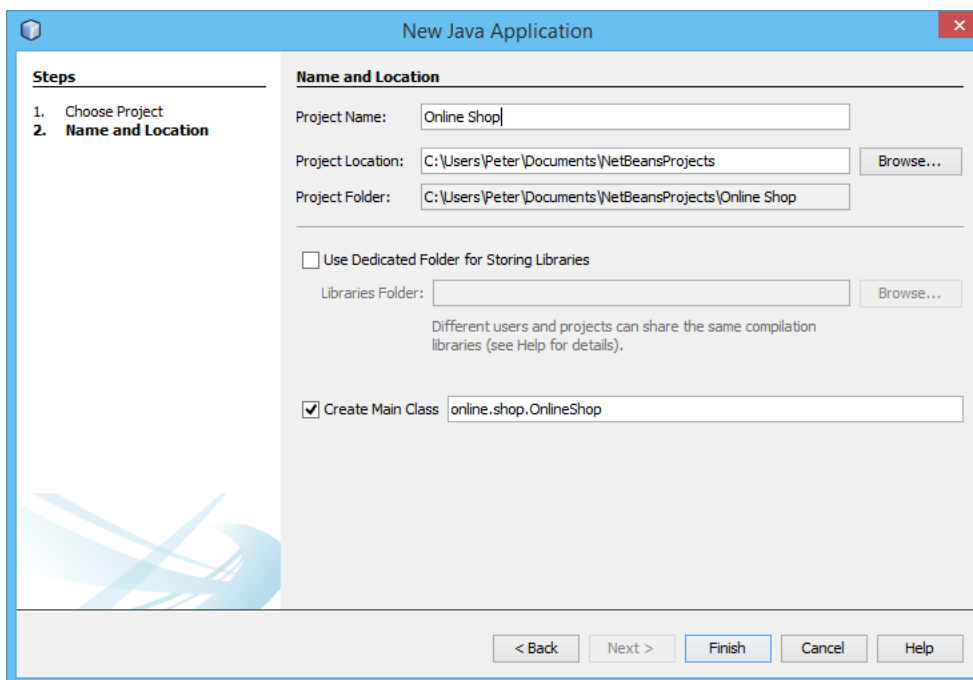 New Java Application
Steps
1. Choose Project
2. Name and Location
Name and Location
Project Name: Online Shop
Project Location: C:\Users\Peter\Documents\NetBeansProjects Browse...
Project Folder: C:\Users\Peter\Documents\NetBeansProjects\Online Shop
Use Dedicated Folder for Storing Libraries
Libraries Folder: Browse...
Different users and projects can share the same compilation
libraries (see Help for details).
Create Main Class online.shop.OnlineShop
< Back Next > Finish Cancel Help